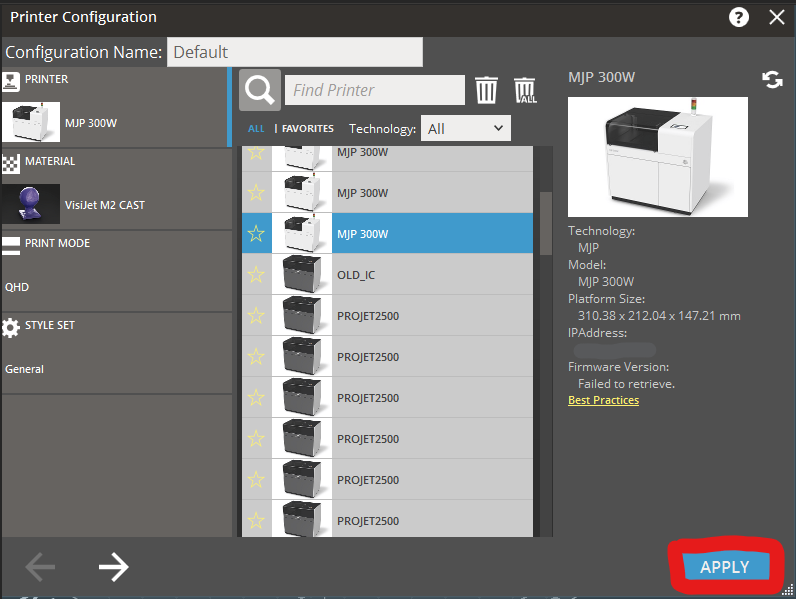 Printer Configuration
?
Configuration Name: Default
PRINTER
MJP 300W
MATERIAL
VisiJet M2 CAST
PRINT MODE
QHD
STYLE SET
General
Find Printer
ALL
ALL | FAVORITES Technology: All
MJP 300W
MJP 300W
MJP 300W
OLD_IC
PROJET2500
PROJET2500
PROJET2500
PROJET2500
PROJET2500
PROJET2500
MJP 300W
Technology:
MJP
Model:
MJP 300W
Platform Size:
310.38 x 212.04 x 147.21 mm
IPAddress:
Firmware Version:
Failed to retrieve.
Best Practices
APPLY